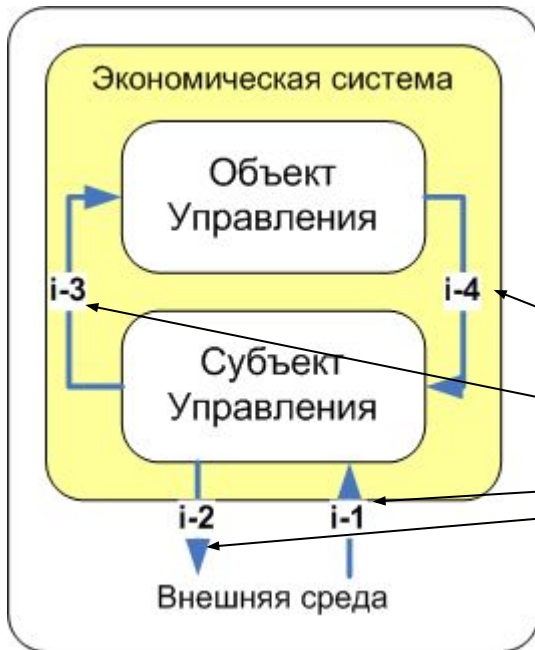 Экономическая система
Объект
Управления
i-3
i-4
Субъект
Управления
i-2
i-1
Внешняя среда